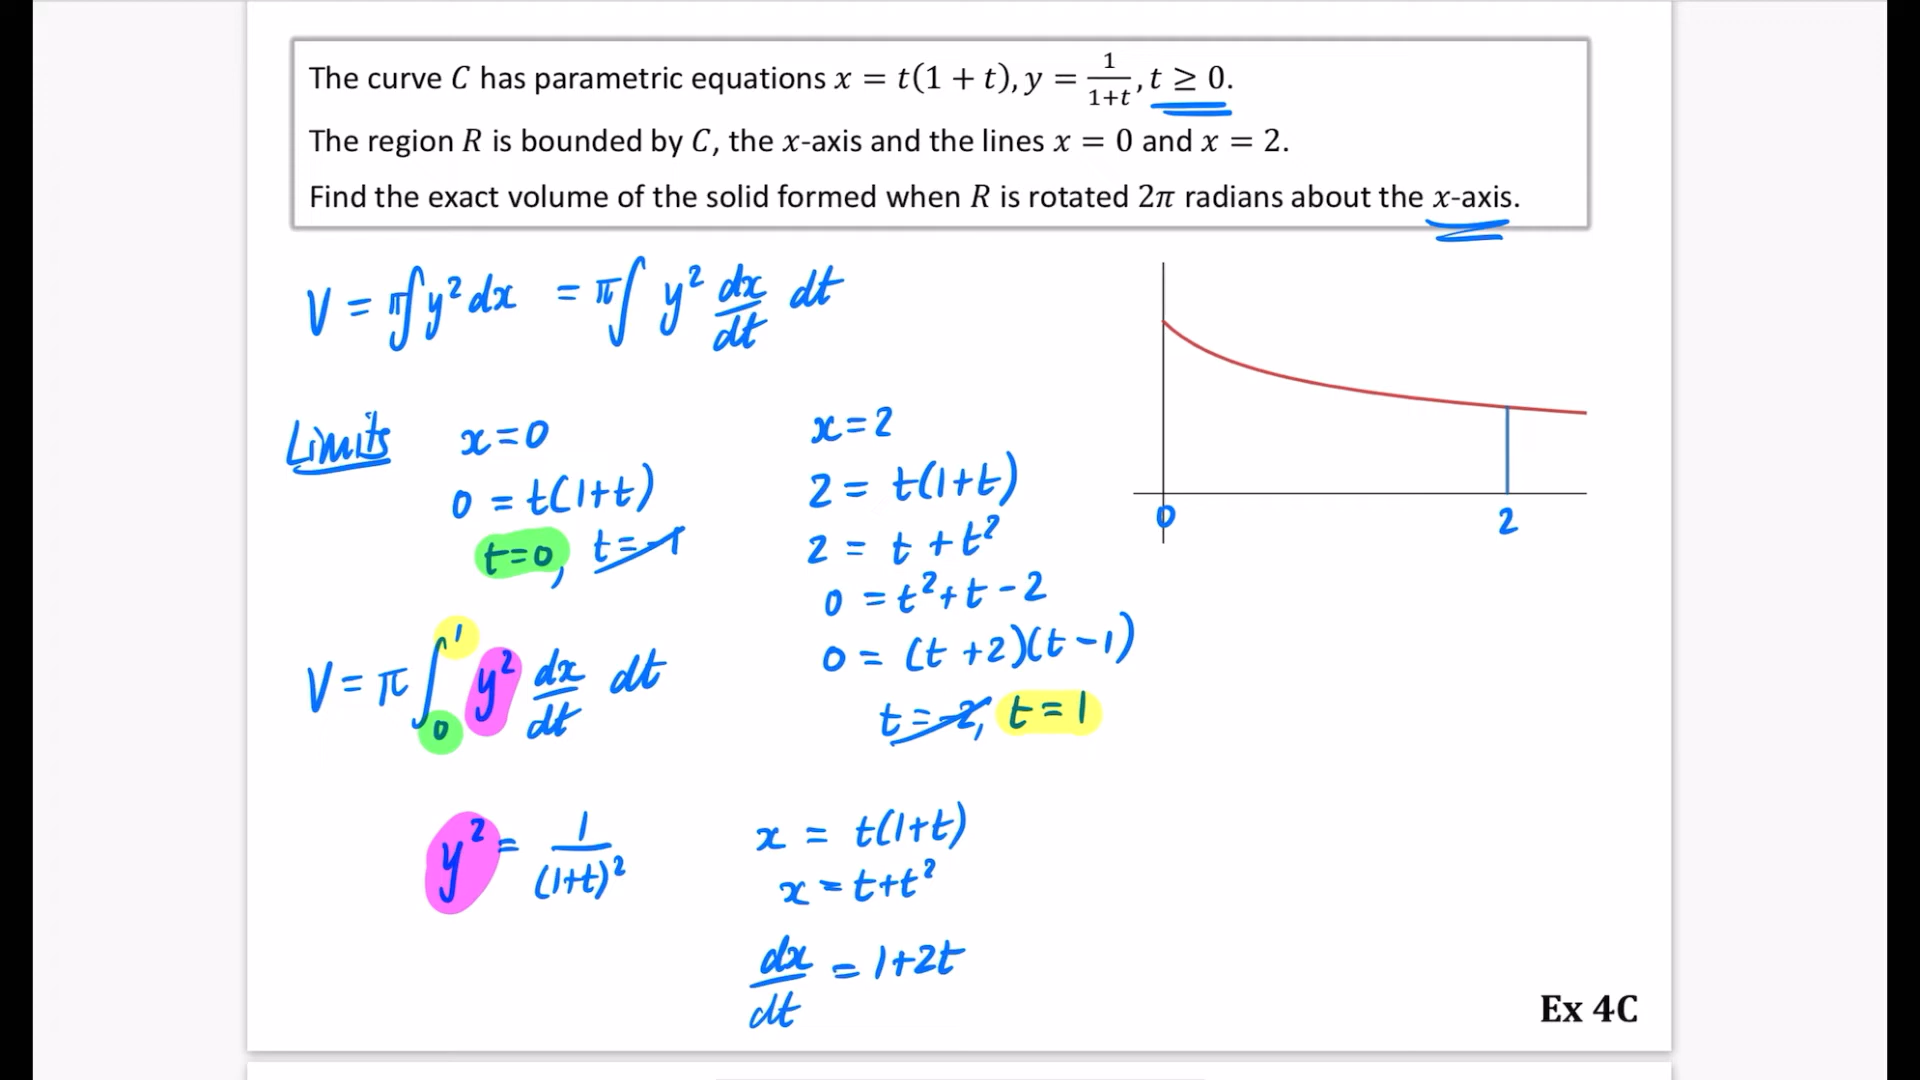 The curve C has parametric equations x = t(1 + t), y = 1/(1+t), t ≥ 0.
The region R is bounded by C, the x-axis and the lines x = 0 and x = 2.
Find the exact volume of the solid formed when R is rotated 2π radians about the x-axis.
V = π∫y² dx = π∫ y² dx/dt dt
Limits
x=0
0 = t(1+t)
t=0, t=-1
x=2
2 = t(1+t)
2 = t + t²
0 = t² + t - 2
0 = (t +2)(t -1)
t=-2, t=1
0 2
V = π ∫₀¹ y² dx/dt dt
y² = 1/(1+t)²
x = t(1+t)
x = t+t²
dx/dt = 1+2t
Ex 4C